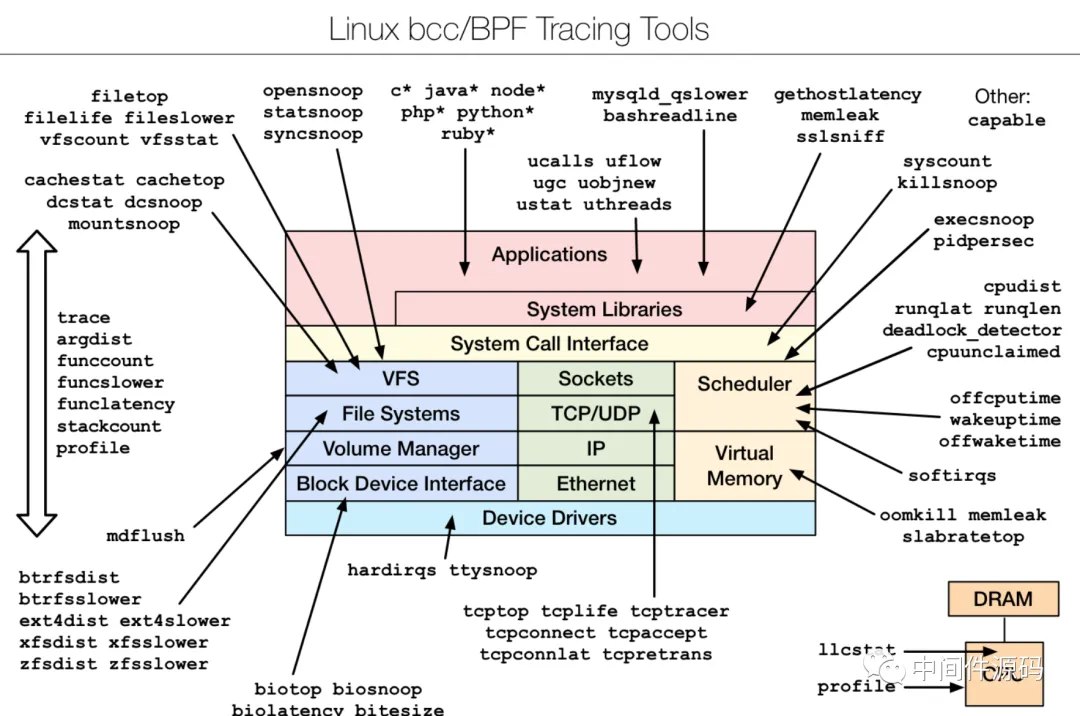 Linux bcc/BPF Tracing Tools
filetop
filelife fileslower
vfscount vfsstat
opensnoop
statsnoop
syncsnoop
c* java* node*
php* python*
ruby*
mysqld_qslower
bashreadline
gethostlatency
memleak
sslsniff
Other:
capable
ucalls uflow
ugc uobjnew
ustat uthreads
syscount
killsnoop
cachestat cachetop
dcstat dcsnoop
mountsnoop
execsnoop
pidpersec
Applications
System Libraries
System Call Interface
VFS
File Systems
Volume Manager
Block Device Interface
Sockets
TCP/UDP
IP
Ethernet
Scheduler
Virtual
Memory
Device Drivers
cpudist
runqlat runqlen
deadlock_detector
cpuunclaimed
offcputime
wakeuptime
offwaketime
softirqs
oomkill memleak
slabratetop
trace
argdist
funccount
funcslower
funclatency
stackcount
profile
mdflush
btrfsdist
btrfsslower
ext4dist ext4slower
xfsdist xfsslower
zfsdist zfsslower
hardirqs ttysnoop
tcptop tcplife tcptracer
tcpconnect tcpaccept
tcpconnlat tcpretrans
biotop biosnoop
biolatency bitesize
DRAM
llcstat
profile
中间件源码